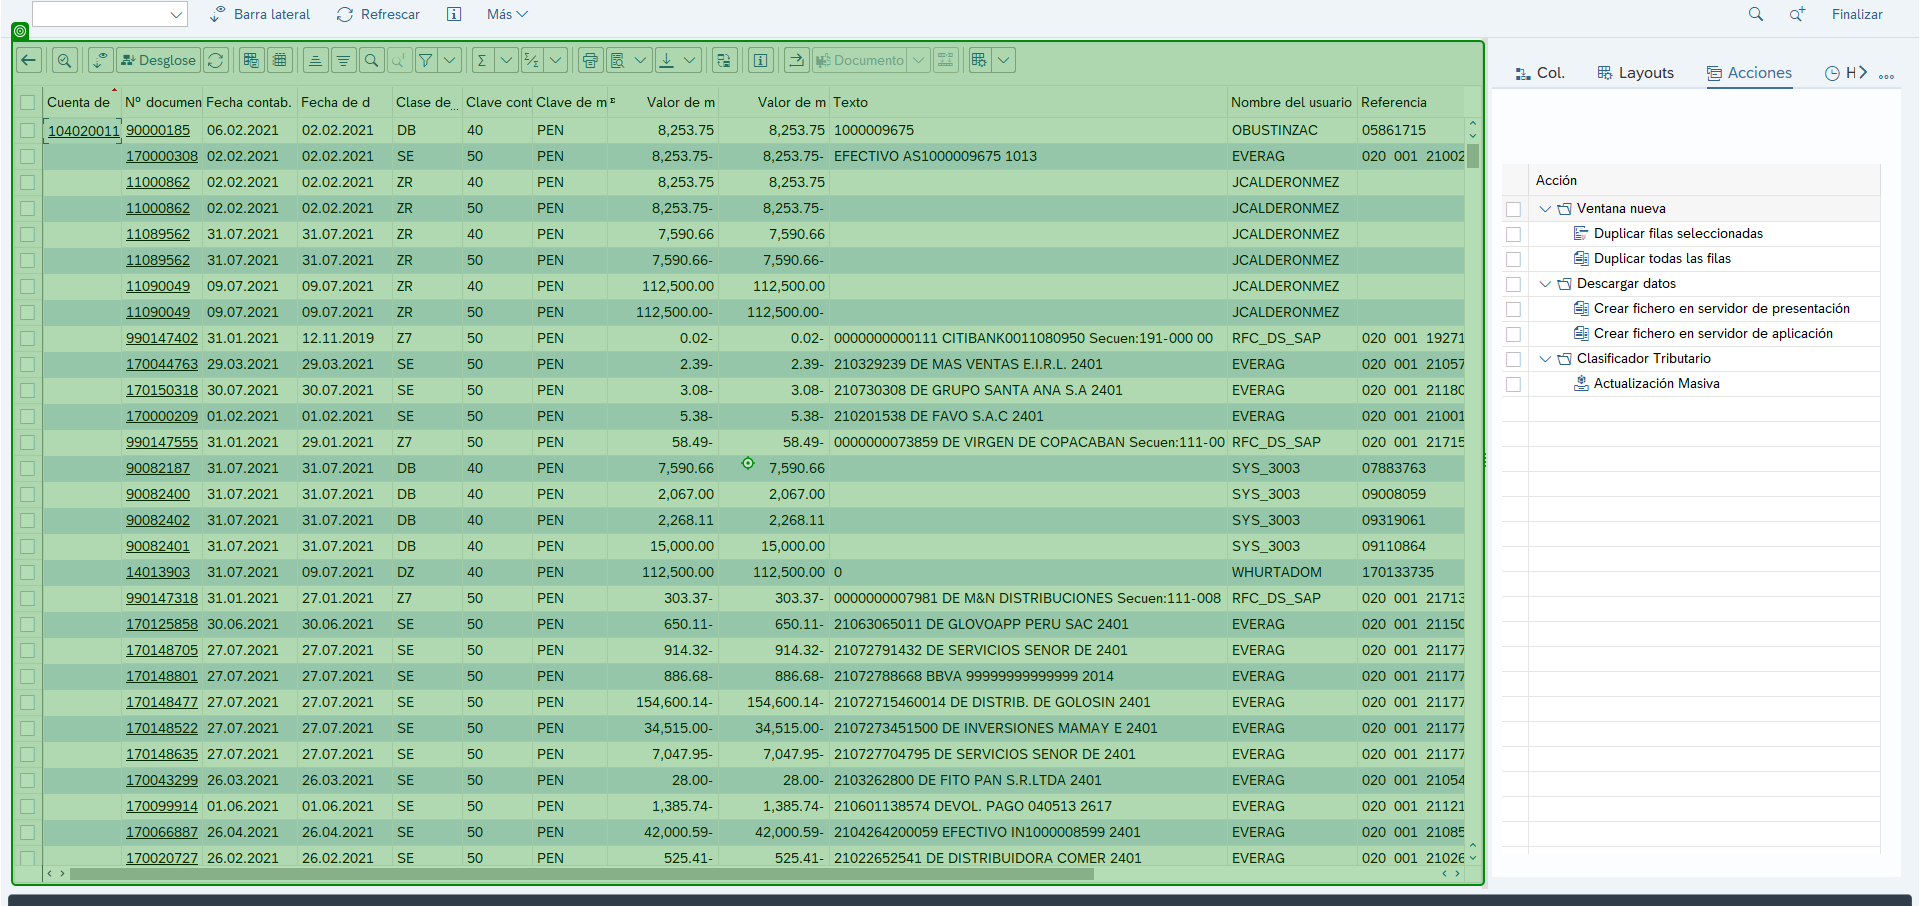 Barra lateral Refrescar Más Finalizar
Desglose Documento
Cuenta de Nº documen Fecha contab. Fecha de d Clase de... Clave cont Clave de m Valor de m Valor de m Texto Nombre del usuario Referencia
104020011 90000185 06.02.2021 02.02.2021 DB 40 PEN 8,253.75 8,253.75 1000009675 OBUSTINZAC 05861715
170000308 02.02.2021 02.02.2021 SE 50 PEN 8,253.75- 8,253.75- EFECTIVO AS1000009675 1013 EVERAG 020 001 21002
11000862 02.02.2021 02.02.2021 ZR 40 PEN 8,253.75 8,253.75 JCALDERONMEZ
11000862 02.02.2021 02.02.2021 ZR 50 PEN 8,253.75- 8,253.75- JCALDERONMEZ
11089562 31.07.2021 31.07.2021 ZR 40 PEN 7,590.66 7,590.66 JCALDERONMEZ
11089562 31.07.2021 31.07.2021 ZR 50 PEN 7,590.66- 7,590.66- JCALDERONMEZ
11090049 09.07.2021 09.07.2021 ZR 40 PEN 112,500.00 112,500.00 JCALDERONMEZ
11090049 09.07.2021 09.07.2021 ZR 50 PEN 112,500.00- 112,500.00- JCALDERONMEZ
990147402 31.01.2021 12.11.2019 Z7 50 PEN 0.02- 0.02- 0000000000111 CITIBANK0011080950 Secuen:191-000 00 RFC_DS_SAP 020 001 19271
170044763 29.03.2021 29.03.2021 SE 50 PEN 2.39- 2.39- 210329239 DE MAS VENTAS E.I.R.L. 2401 EVERAG 020 001 21057
170150318 30.07.2021 30.07.2021 SE 50 PEN 3.08- 3.08- 210730308 DE GRUPO SANTA ANA S.A 2401 EVERAG 020 001 21180
170000209 01.02.2021 01.02.2021 SE 50 PEN 5.38- 5.38- 210201538 DE FAVO S.A.C 2401 EVERAG 020 001 21001
990147555 31.01.2021 29.01.2021 Z7 50 PEN 58.49- 58.49- 0000000073859 DE VIRGEN DE COPACABAN Secuen:111-00 RFC_DS_SAP 020 001 21715
90082187 31.07.2021 31.07.2021 DB 40 PEN 7,590.66 7,590.66 SYS_3003 07883763
90082400 31.07.2021 31.07.2021 DB 40 PEN 2,067.00 2,067.00 SYS_3003 09008059
90082402 31.07.2021 31.07.2021 DB 40 PEN 2,268.11 2,268.11 SYS_3003 09319061
90082401 31.07.2021 31.07.2021 DB 40 PEN 15,000.00 15,000.00 SYS_3003 09110864
14013903 31.07.2021 09.07.2021 DZ 40 PEN 112,500.00 112,500.00 0 WHURTADOM 170133735
990147318 31.01.2021 27.01.2021 Z7 50 PEN 303.37- 303.37- 0000000007981 DE M&N DISTRIBUCIONES Secuen:111-008 RFC_DS_SAP 020 001 21713
170125858 30.06.2021 30.06.2021 SE 50 PEN 650.11- 650.11- 21063065011 DE GLOVOAPP PERU SAC 2401 EVERAG 020 001 21150
170148705 27.07.2021 27.07.2021 SE 50 PEN 914.32- 914.32- 21072791432 DE SERVICIOS SENOR DE 2401 EVERAG 020 001 21177
170148801 27.07.2021 27.07.2021 SE 50 PEN 886.68- 886.68- 21072788668 BBVA 99999999999999 2014 EVERAG 020 001 21177
170148477 27.07.2021 27.07.2021 SE 50 PEN 154,600.14- 154,600.14- 21072715460014 DE DISTRIB. DE GOLOSIN 2401 EVERAG 020 001 21177
170148522 27.07.2021 27.07.2021 SE 50 PEN 34,515.00- 34,515.00- 2107273451500 DE INVERSIONES MAMAY E 2401 EVERAG 020 001 21177
170148635 27.07.2021 27.07.2021 SE 50 PEN 7,047.95- 7,047.95- 210727704795 DE SERVICIOS SENOR DE 2401 EVERAG 020 001 21177
170043299 26.03.2021 26.03.2021 SE 50 PEN 28.00- 28.00- 2103262800 DE FITO PAN S.R.LTDA 2401 EVERAG 020 001 21054
170099914 01.06.2021 01.06.2021 SE 50 PEN 1,385.74- 1,385.74- 210601138574 DEVOL. PAGO 040513 2617 EVERAG 020 001 21121
170066887 26.04.2021 26.04.2021 SE 50 PEN 42,000.59- 42,000.59- 2104264200059 EFECTIVO IN1000008599 2401 EVERAG 020 001 21085
170020727 26.02.2021 26.02.2021 SE 50 PEN 525.41- 525.41- 21022652541 DE DISTRIBUIDORA COMER 2401 EVERAG 020 001 21026
Col. Layouts Acciones H
Acción
Ventana nueva
Duplicar filas seleccionadas
Duplicar todas las filas
Descargar datos
Crear fichero en servidor de presentación
Crear fichero en servidor de aplicación
Clasificador Tributario
Actualización Masiva